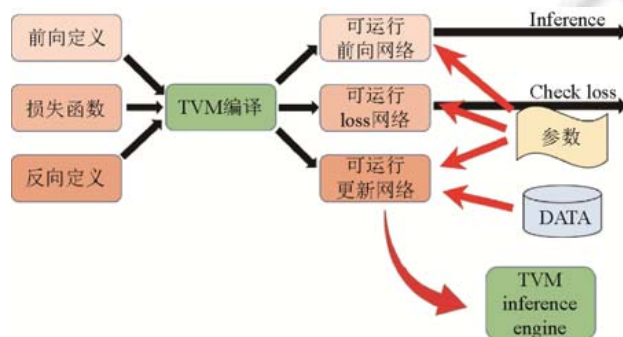 前向定义
损失函数
反向定义
TVM编译
可运行
前向网络
可运行
loss网络
可运行
更新网络
Inference
Check loss
参数
DATA
TVM
inference
engine